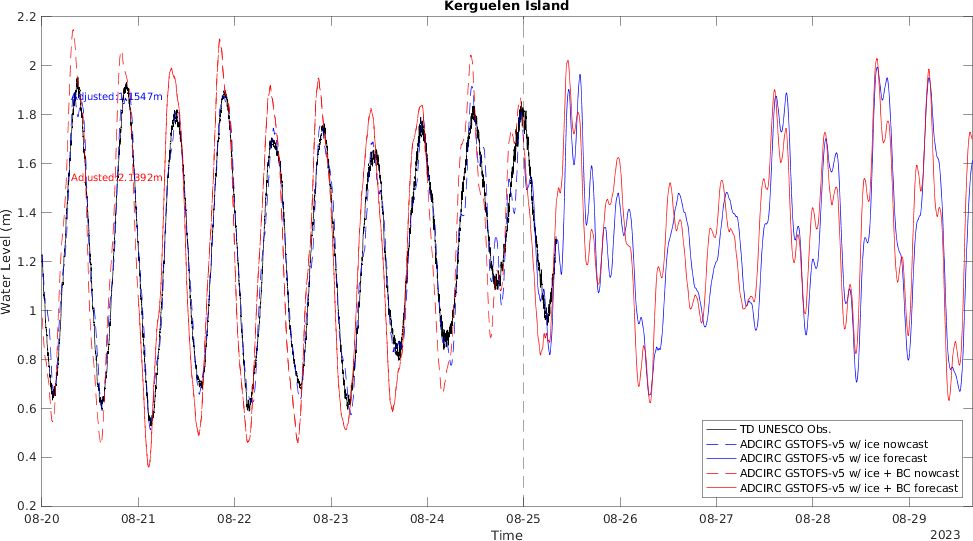 Kerguelen Island
2.2
2
1.8
1.6
1.4
1.2
1
0.8
0.6
0.4
0.2
Water Level (m)
Adjusted:2.1392m
TD UNESCO Obs.
ADCIRC GSTOFS-v5 w/ ice nowcast
ADCIRC GSTOFS-v5 w/ ice forecast
ADCIRC GSTOFS-v5 w/ ice + BC nowcast
ADCIRC GSTOFS-v5 w/ ice + BC forecast
08-20 08-21 08-22 08-23 08-24 08-25 08-26 08-27 08-28 08-29
Time
2023